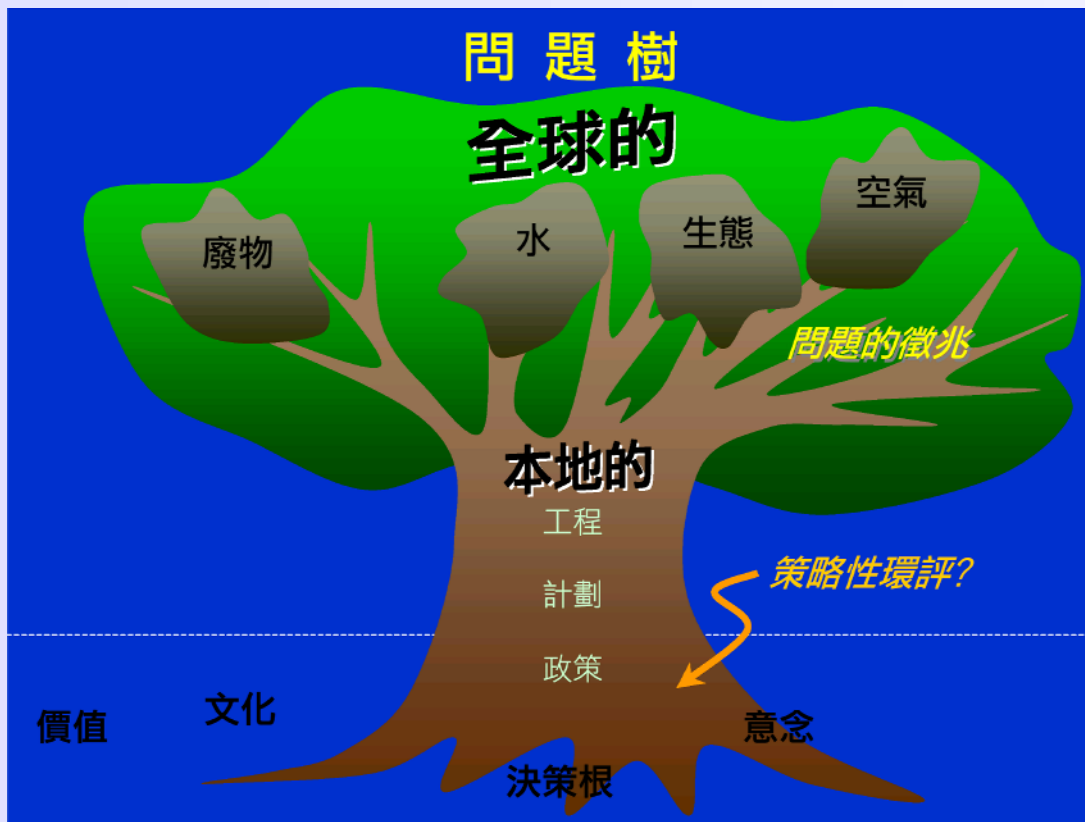 問題樹
全球的
廢物
水
生態
空氣
問題的徵兆
本地的
工程
計劃
策略性環評?
政策
價值
文化
意念
決策根